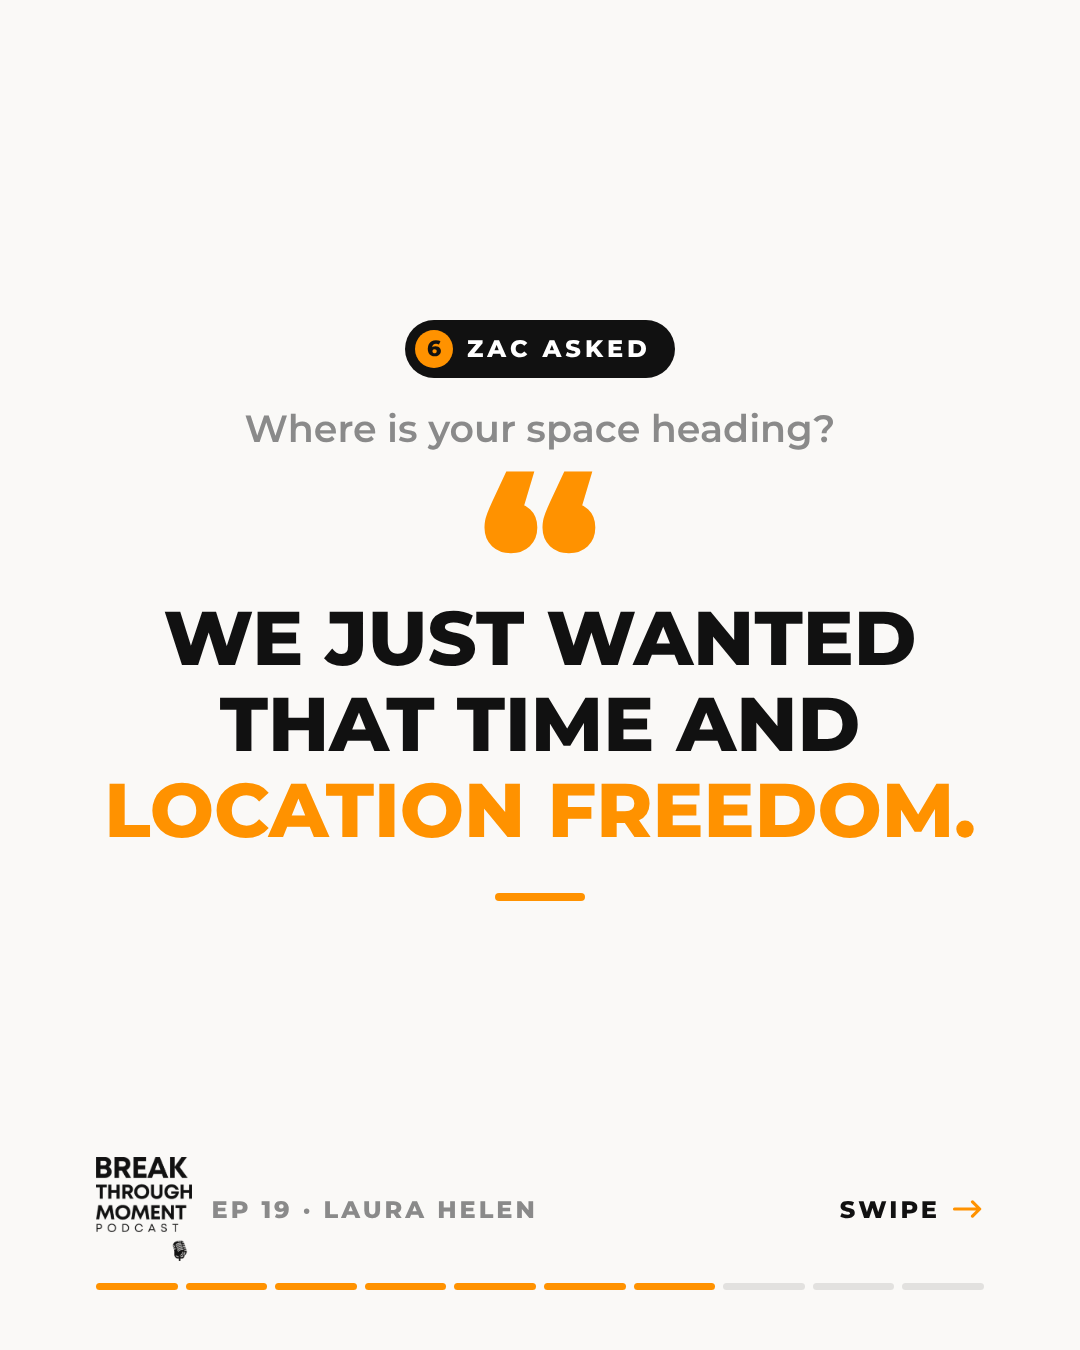 6 ZAC ASKED
Where is your space heading?
“
WE JUST WANTED
THAT TIME AND
LOCATION FREEDOM.
BREAK
THROUGH
MOMENT
PODCAST
EP 19 · LAURA HELEN
SWIPE →